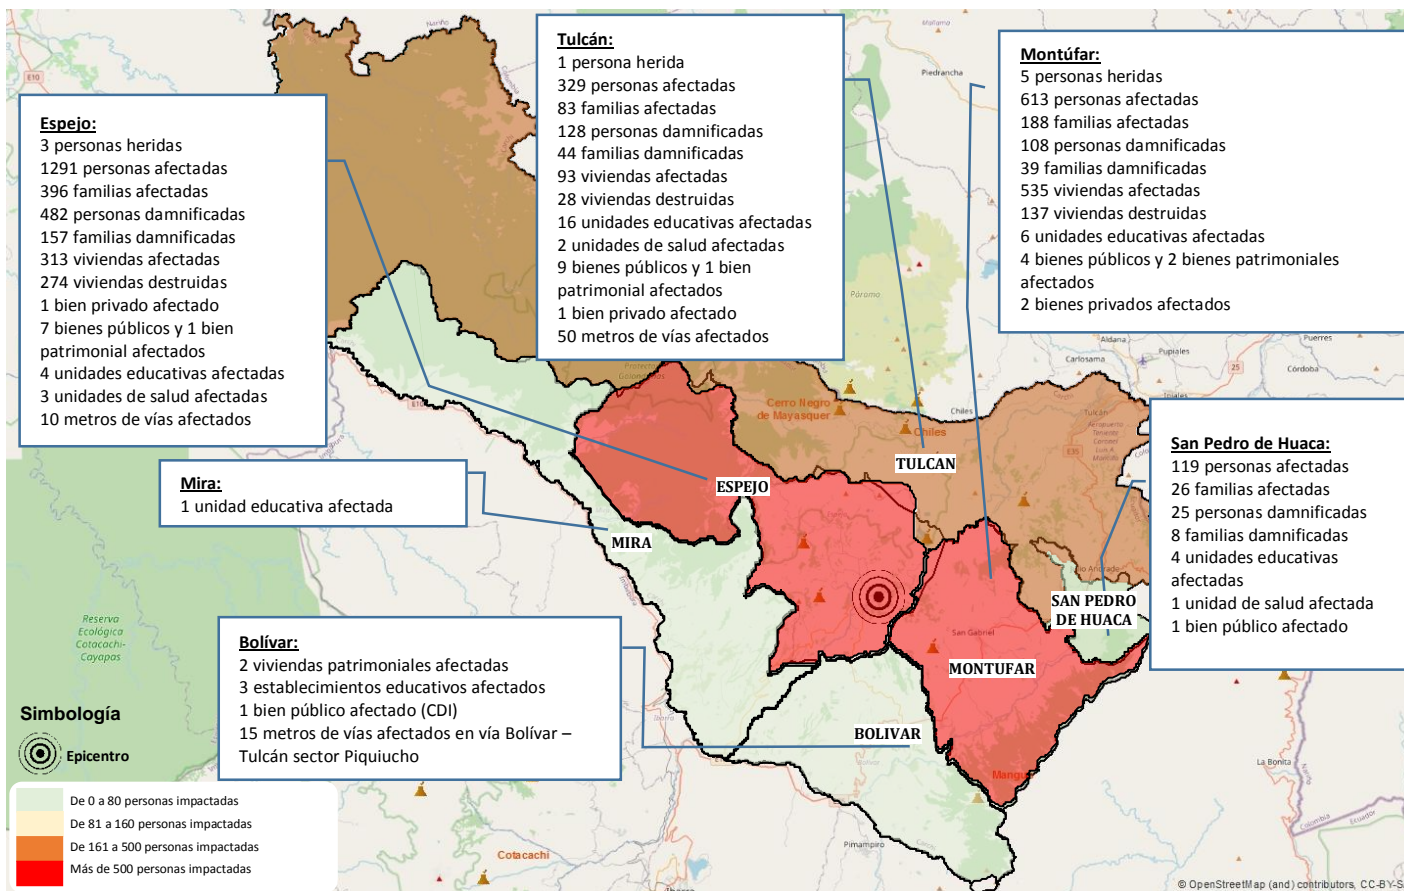 Espejo:
3 personas heridas
1291 personas afectadas
396 familias afectadas
482 personas damnificadas
157 familias damnificadas
313 viviendas afectadas
274 viviendas destruidas
1 bien privado afectado
7 bienes públicos y 1 bien
patrimonial afectados
4 unidades educativas afectadas
3 unidades de salud afectadas
10 metros de vías afectados
Tulcán:
1 persona herida
329 personas afectadas
83 familias afectadas
128 personas damnificadas
44 familias damnificadas
93 viviendas afectadas
28 viviendas destruidas
16 unidades educativas afectadas
2 unidades de salud afectadas
9 bienes públicos y 1 bien
patrimonial afectados
1 bien privado afectado
50 metros de vías afectados
Montúfar:
5 personas heridas
613 personas afectadas
188 familias afectadas
108 personas damnificadas
39 familias damnificadas
535 viviendas afectadas
137 viviendas destruidas
6 unidades educativas afectadas
4 bienes públicos y 2 bienes patrimoniales
afectados
2 bienes privados afectados
San Pedro de Huaca:
119 personas afectadas
26 familias afectadas
25 personas damnificadas
8 familias damnificadas
4 unidades educativas
afectadas
1 unidad de salud afectada
1 bien público afectado
Mira:
1 unidad educativa afectada
Bolívar:
2 viviendas patrimoniales afectadas
3 establecimientos educativos afectados
1 bien público afectado (CDI)
15 metros de vías afectados en vía Bolívar –
Tulcán sector Piquiucho
TULCAN
ESPEJO
MIRA
SAN PEDRO
DE HUACA
MONTUFAR
BOLIVAR
Piedrancha
Páramo
Cerro Negro
de Mayasquer
Chiles
Chiles
Aldana
Carlosama
Pupiales
Puerres
Córdoba
25
Tulcán
E35
E10
San Gabriel
La Bonita
Pimampiro
Cotacachi
Reserva
Ecológica
Cotacachi-
Cayapas
Colombia
Ecuador
Simbología
Epicentro
De 0 a 80 personas impactadas
De 81 a 160 personas impactadas
De 161 a 500 personas impactadas
Más de 500 personas impactadas
© OpenStreetMap (and) contributors, CC-BY-S